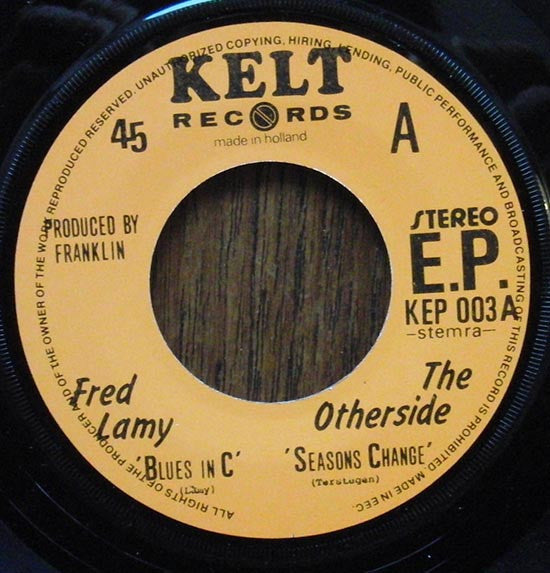 KELT
RECORDS
made in holland
45
A
PRODUCED BY
FRANKLIN
STEREO
E.P.
KEP 003A
-stemra-
Fred
Lamy
'BLUES IN C'
(Lamy)
The
Otherside
'SEASONS CHANGE'
(Terstugen)
ALL RIGHTS OF THE PRODUCER AND OF THE OWNER OF THE WORK REPRODUCED RESERVED. UNAUTHORIZED COPYING, HIRING, LENDING, PUBLIC PERFORMANCE AND BROADCASTING OF THIS RECORD IS PROHIBITED. MADE IN EEC.